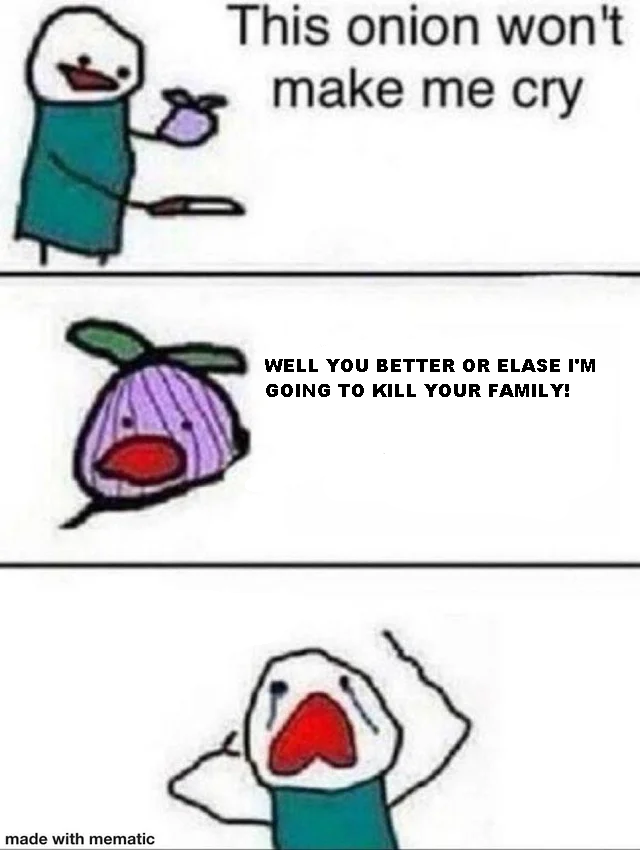 This onion won't
make me cry
WELL YOU BETTER OR ELASE I'M
GOING TO KILL YOUR FAMILY!
made with mematic